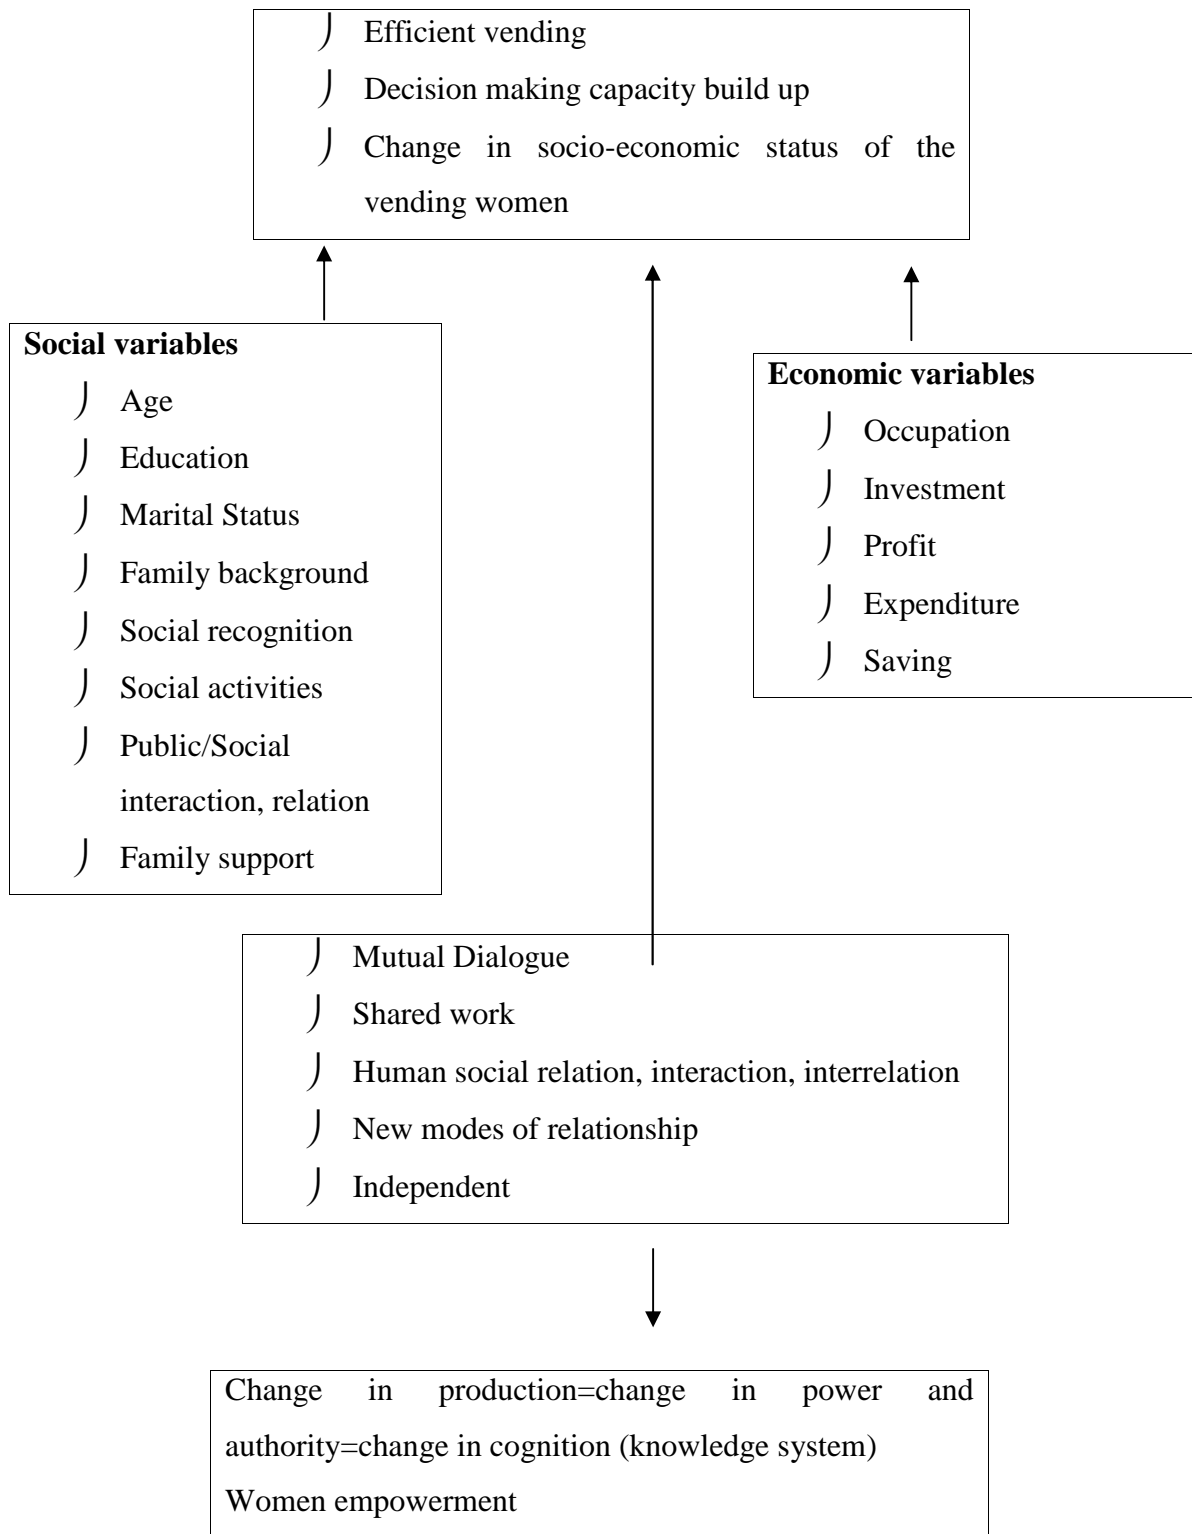 Efficient vending
Decision making capacity build up
Change in socio-economic status of the
vending women
Social variables
Age
Education
Marital Status
Family background
Social recognition
Social activities
Public/Social
interaction, relation
Family support
Economic variables
Occupation
Investment
Profit
Expenditure
Saving
Mutual Dialogue
Shared work
Human social relation, interaction, interrelation
New modes of relationship
Independent
Change in production=change in power and
authority=change in cognition (knowledge system)
Women empowerment